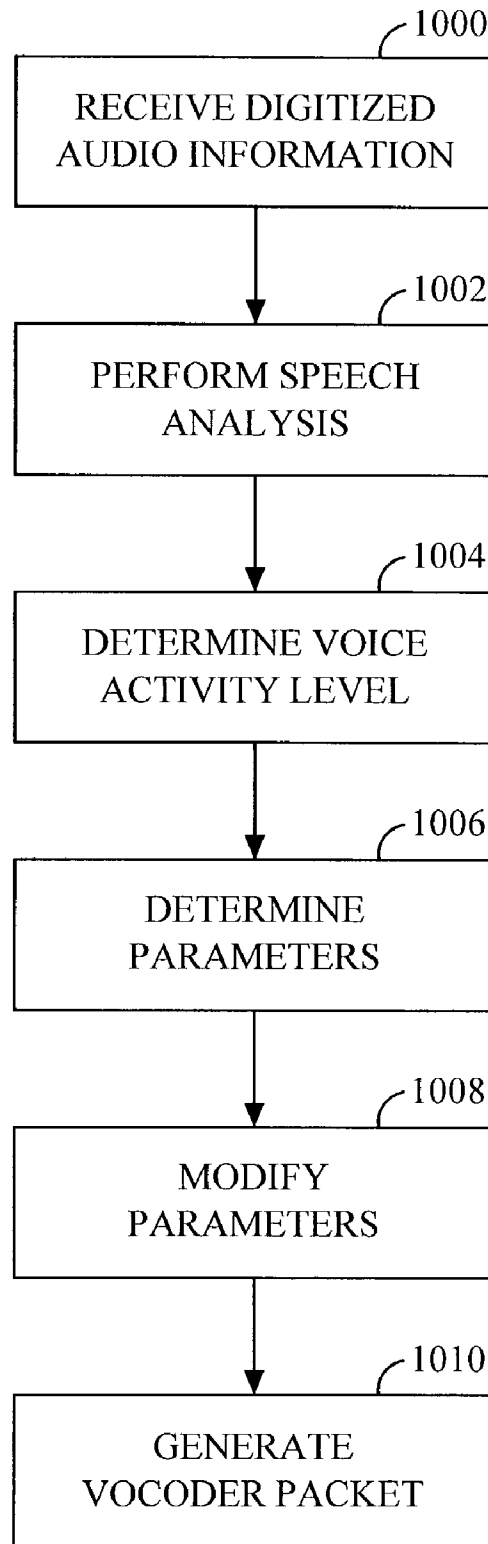 1000
RECEIVE DIGITIZED
AUDIO INFORMATION
1002
PERFORM SPEECH
ANALYSIS
1004
DETERMINE VOICE
ACTIVITY LEVEL
1006
DETERMINE
PARAMETERS
1008
MODIFY
PARAMETERS
1010
GENERATE
VOCODER PACKET